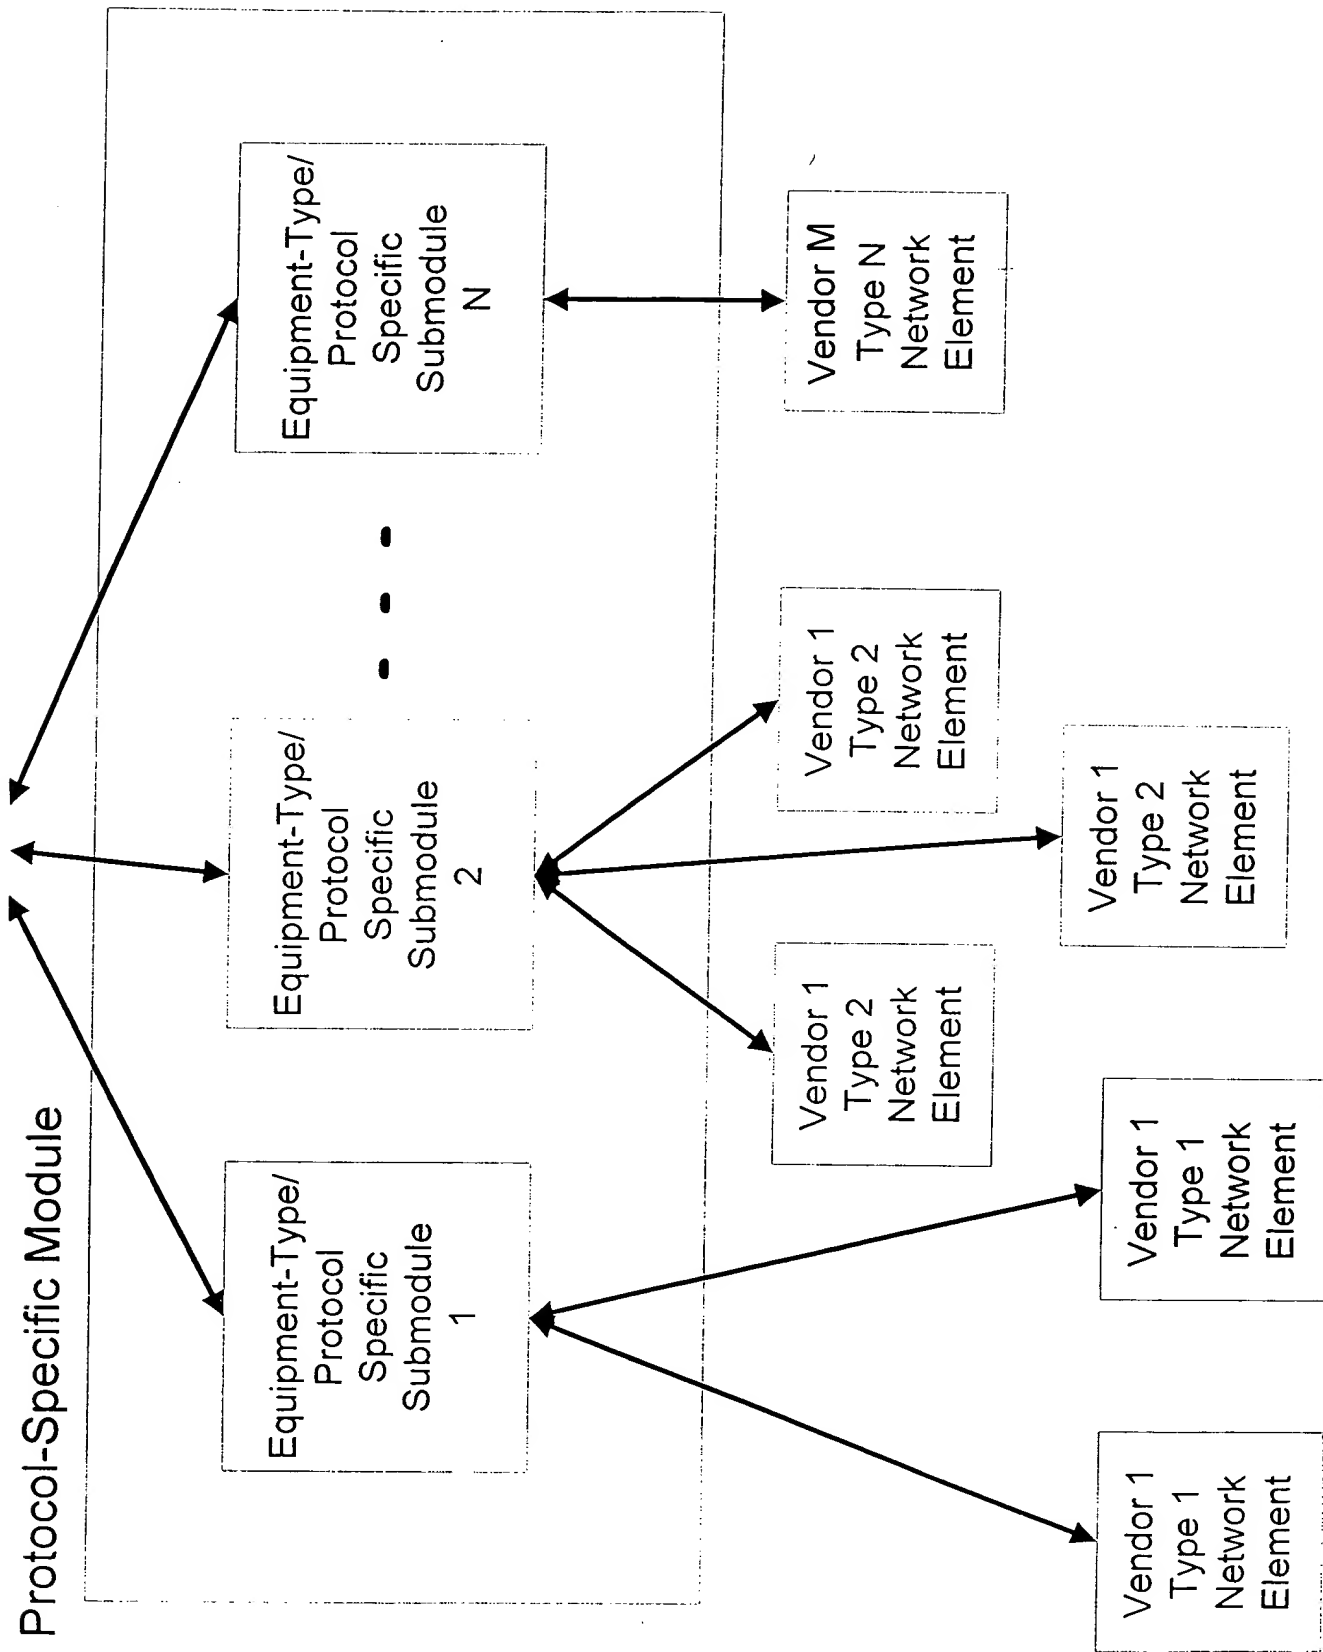 Protocol-Specific Module
Equipment-Type/
Protocol
Specific
Submodule
1
Equipment-Type/
Protocol
Specific
Submodule
2
Equipment-Type/
Protocol
Specific
Submodule
N
Vendor 1
Type 1
Network
Element
Vendor 1
Type 1
Network
Element
Vendor 1
Type 2
Network
Element
Vendor 1
Type 2
Network
Element
Vendor 1
Type 2
Network
Element
Vendor M
Type N
Network
Element